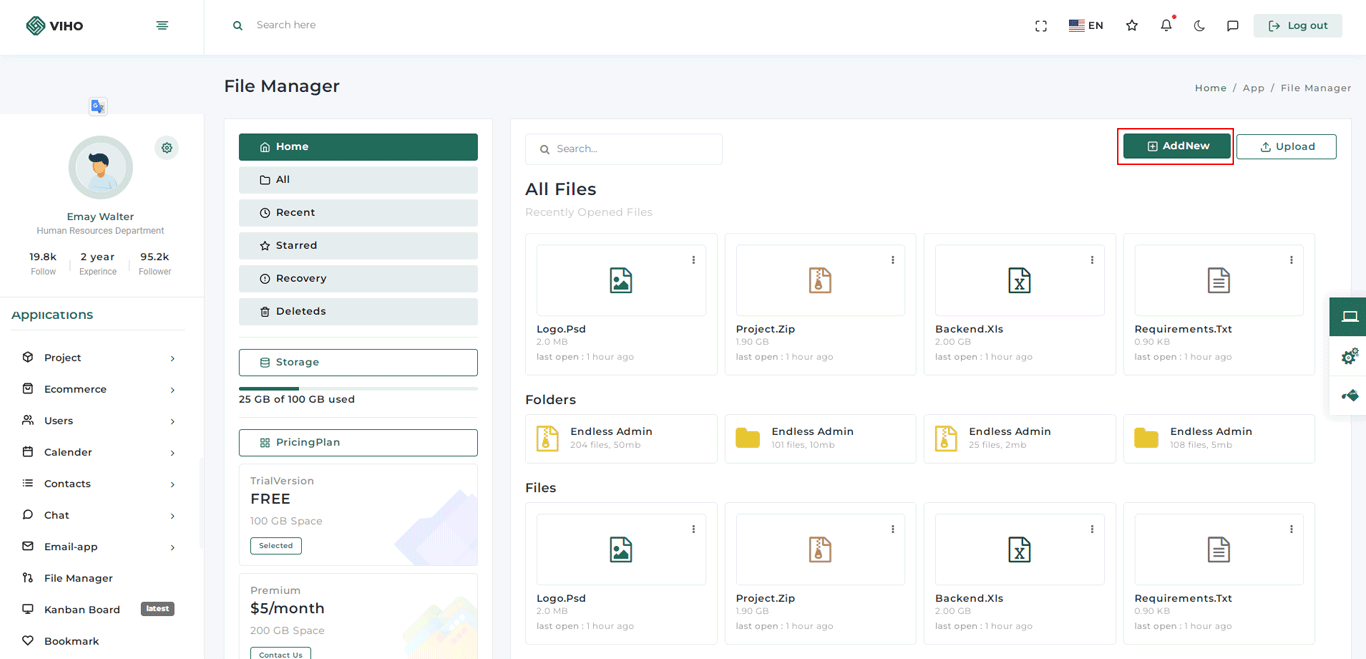 VIHO
Search here
EN
Log out
File Manager
Home / App / File Manager
Emay Walter
Human Resources Department
19.8k
Follow
2 year
Experince
95.2k
Follower
Applications
Project
Ecommerce
Users
Calender
Contacts
Chat
Email-app
File Manager
Kanban Board latest
Bookmark
Home
All
Recent
Starred
Recovery
Deleteds
Storage
25 GB of 100 GB used
PricingPlan
TrialVersion
FREE
100 GB Space
Selected
Premium
$5/month
200 GB Space
Contact Us
Search...
AddNew
Upload
All Files
Recently Opened Files
Logo.Psd
2.0 MB
last open : 1 hour ago
Project.Zip
1.90 GB
last open : 1 hour ago
Backend.Xls
2.00 GB
last open : 1 hour ago
Requirements.Txt
0.90 KB
last open : 1 hour ago
Folders
Endless Admin
204 files, 50mb
Endless Admin
101 files, 10mb
Endless Admin
25 files, 2mb
Endless Admin
108 files, 5mb
Files
Logo.Psd
2.0 MB
last open : 1 hour ago
Project.Zip
1.90 GB
last open : 1 hour ago
Backend.Xls
2.00 GB
last open : 1 hour ago
Requirements.Txt
0.90 KB
last open : 1 hour ago